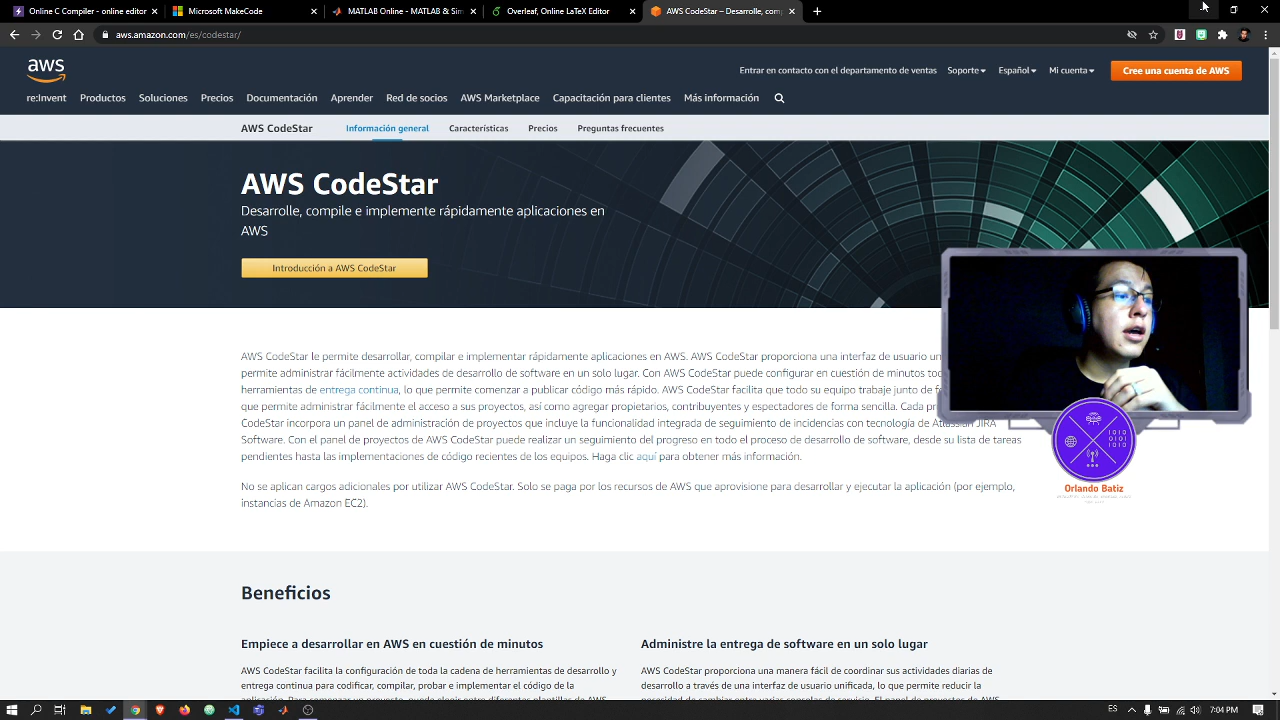 Online C Compiler - online editor
Microsoft MakeCode
MATLAB Online - MATLAB & Sim
Overleaf, Online LaTeX Editor
AWS CodeStar – Desarrolle, comp
aws.amazon.com/es/codestar/
aws
Entrar en contacto con el departamento de ventas Soporte Español Mi cuenta Cree una cuenta de AWS
re:Invent Productos Soluciones Precios Documentación Aprender Red de socios AWS Marketplace Capacitación para clientes Más información
AWS CodeStar Información general Características Precios Preguntas frecuentes
AWS CodeStar
Desarrolle, compile e implemente rápidamente aplicaciones en
AWS
Introducción a AWS CodeStar
AWS CodeStar le permite desarrollar, compilar e implementar rápidamente aplicaciones en AWS. AWS CodeStar proporciona una interfaz de usuario
permite administrar fácilmente actividades de desarrollo de software en un solo lugar. Con AWS CodeStar puede configurar en cuestión de minutos
herramientas de entrega continua, lo que permite comenzar a publicar código más rápido. AWS CodeStar facilita que todo su equipo trabaje junto de
que permite administrar fácilmente el acceso a sus proyectos, así como agregar propietarios, contribuyentes y espectadores de forma sencilla. Cada
CodeStar incorpora un panel de administración de proyectos que incluye la funcionalidad integrada de seguimiento de incidencias con tecnología de Atlassian JIRA
Software. Con el panel de proyectos de AWS CodeStar puede realizar un seguimiento del progreso en todo el proceso de desarrollo de software, desde su lista de tareas
pendientes hasta las implementaciones de código recientes de los equipos. Haga clic aquí para obtener más información.
No se aplican cargos adicionales por utilizar AWS CodeStar. Solo se paga por los recursos de AWS que aprovisione para desarrollar y ejecutar la aplicación (por ejemplo,
instancias de Amazon EC2).
1010
0101
1010
Orlando Batiz
Beneficios
Empiece a desarrollar en AWS en cuestión de minutos
AWS CodeStar facilita la configuración de toda la cadena de herramientas de desarrollo y
entrega continua para codificar, compilar, probar e implementar el código de la
Administre la entrega de software en un solo lugar
AWS CodeStar proporciona una manera fácil de coordinar sus actividades diarias de
desarrollo a través de una interfaz de usuario unificada, lo que permite reducir la
ES 7:04 PM